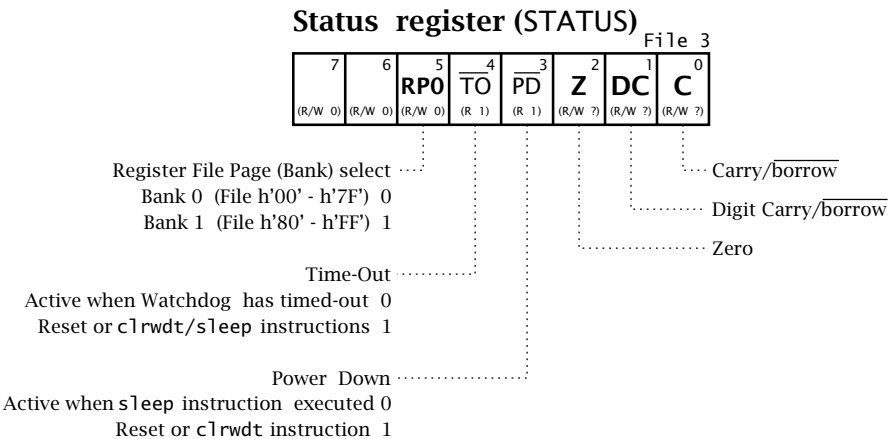 Status register (STATUS)
File 3
7 6 5 4 3 2 1 0
RP0 TO PD Z DC C
(R/W 0) (R/W 0) (R/W 0) (R 1) (R 1) (R/W ?) (R/W ?) (R/W ?)
Register File Page (Bank) select
Carry/borrow
Bank 0 (File h'00' - h'7F') 0
Digit Carry/borrow
Bank 1 (File h'80' - h'FF') 1
Zero
Time-Out
Active when Watchdog has timed-out 0
Reset or clrwdt/sleep instructions 1
Power Down
Active when sleep instruction executed 0
Reset or clrwdt instruction 1